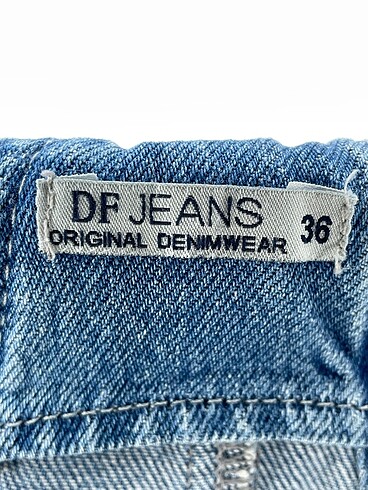 DF JEANS
ORIGINAL DENIMWEAR 36